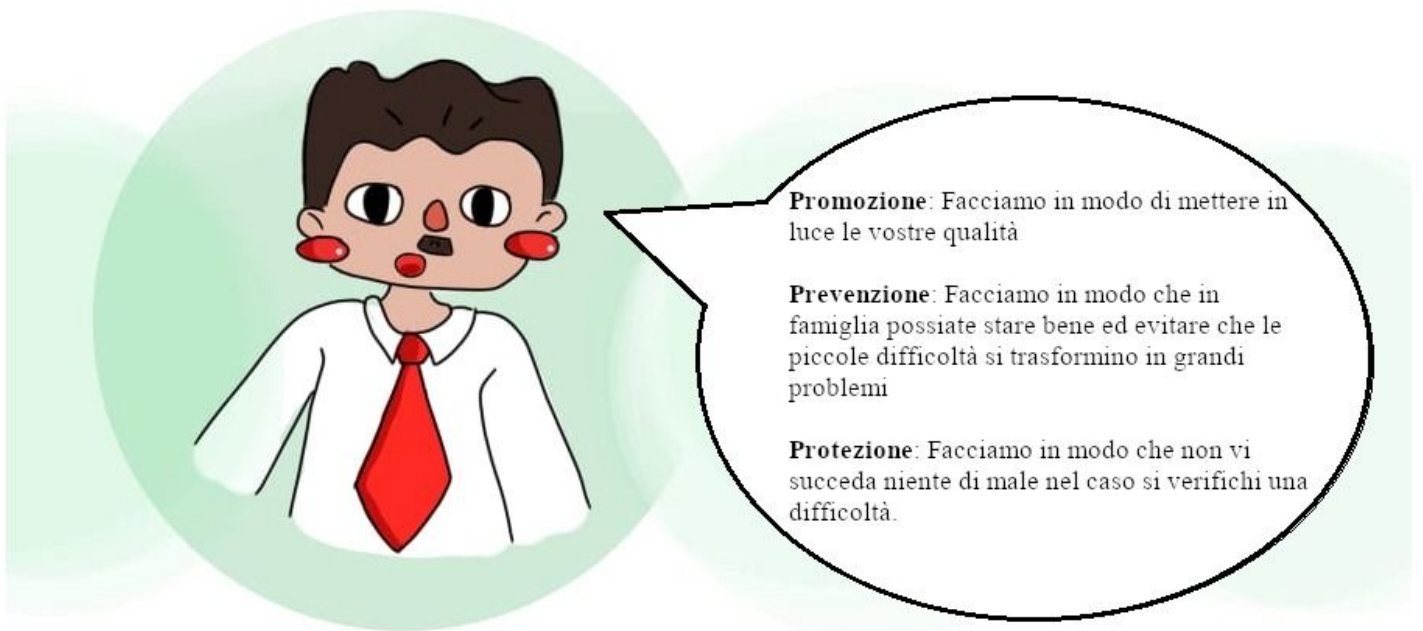 Promozione: Facciamo in modo di mettere in
luce le vostre qualità
Prevenzione: Facciamo in modo che in
famiglia possiate stare bene ed evitare che le
piccole difficoltà si trasformino in grandi
problemi
Protezione: Facciamo in modo che non vi
succeda niente di male nel caso si verifichi una
difficoltà.